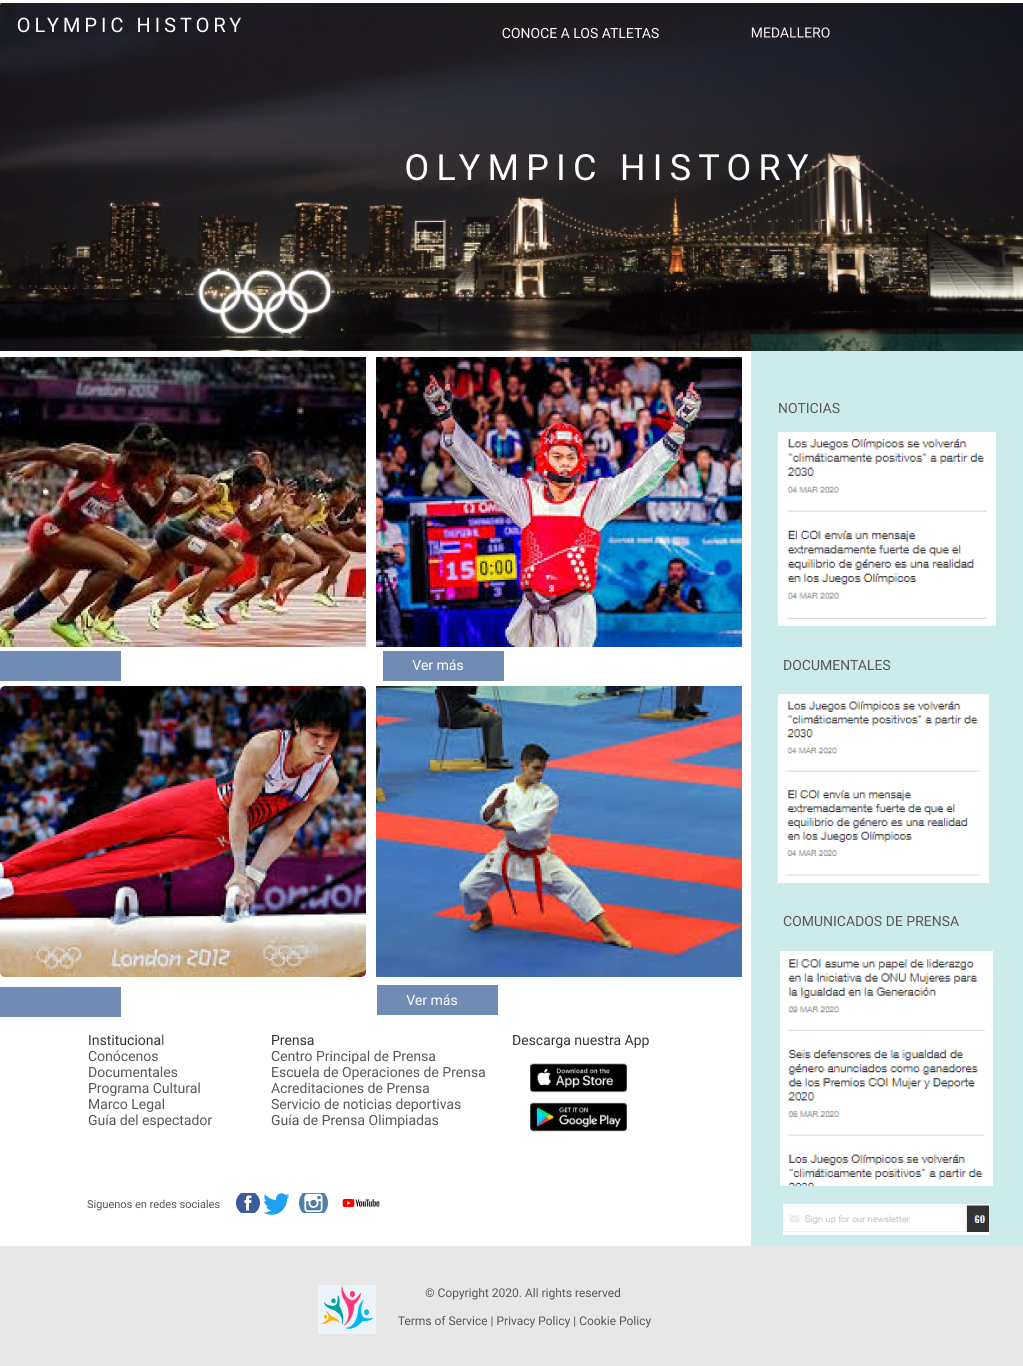 OLYMPIC HISTORY
CONOCE A LOS ATLETAS
MEDALLERO
OLYMPIC HISTORY
London 2012
15
0:00
3
3
Ver más
London
London 2012
Ver más
NOTICIAS
Los Juegos Olímpicos se volverán
"climáticamente positivos" a partir de
2030
04 MAR 2020
El COI envía un mensaje
extremadamente fuerte de que el
equilibrio de género es una realidad
en los Juegos Olímpicos
04 MAR 2020
DOCUMENTALES
Los Juegos Olímpicos se volverán
"climáticamente positivos" a partir de
2030
04 MAR 2020
El COI envía un mensaje
extremadamente fuerte de que el
equilibrio de género es una realidad
en los Juegos Olímpicos
04 MAR 2020
COMUNICADOS DE PRENSA
El COI asume un papel de liderazgo
en la Iniciativa de ONU Mujeres para
la Igualdad en la Generación
09 MAR 2020
Seis defensores de la igualdad de
género anunciados como ganadores
de los Premios COI Mujer y Deporte
2020
06 MAR 2020
Los Juegos Olímpicos se volverán
"climáticamente positivos" a partir de
2030
Sign up for our newsletter
GO
Institucional
Conócenos
Documentales
Programa Cultural
Marco Legal
Guía del espectador
Prensa
Centro Principal de Prensa
Escuela de Operaciones de Prensa
Acreditaciones de Prensa
Servicio de noticias deportivas
Guía de Prensa Olimpiadas
Descarga nuestra App
Download on the
App Store
GET IT ON
Google Play
Siguenos en redes sociales
YouTube
© Copyright 2020. All rights reserved
Terms of Service | Privacy Policy | Cookie Policy